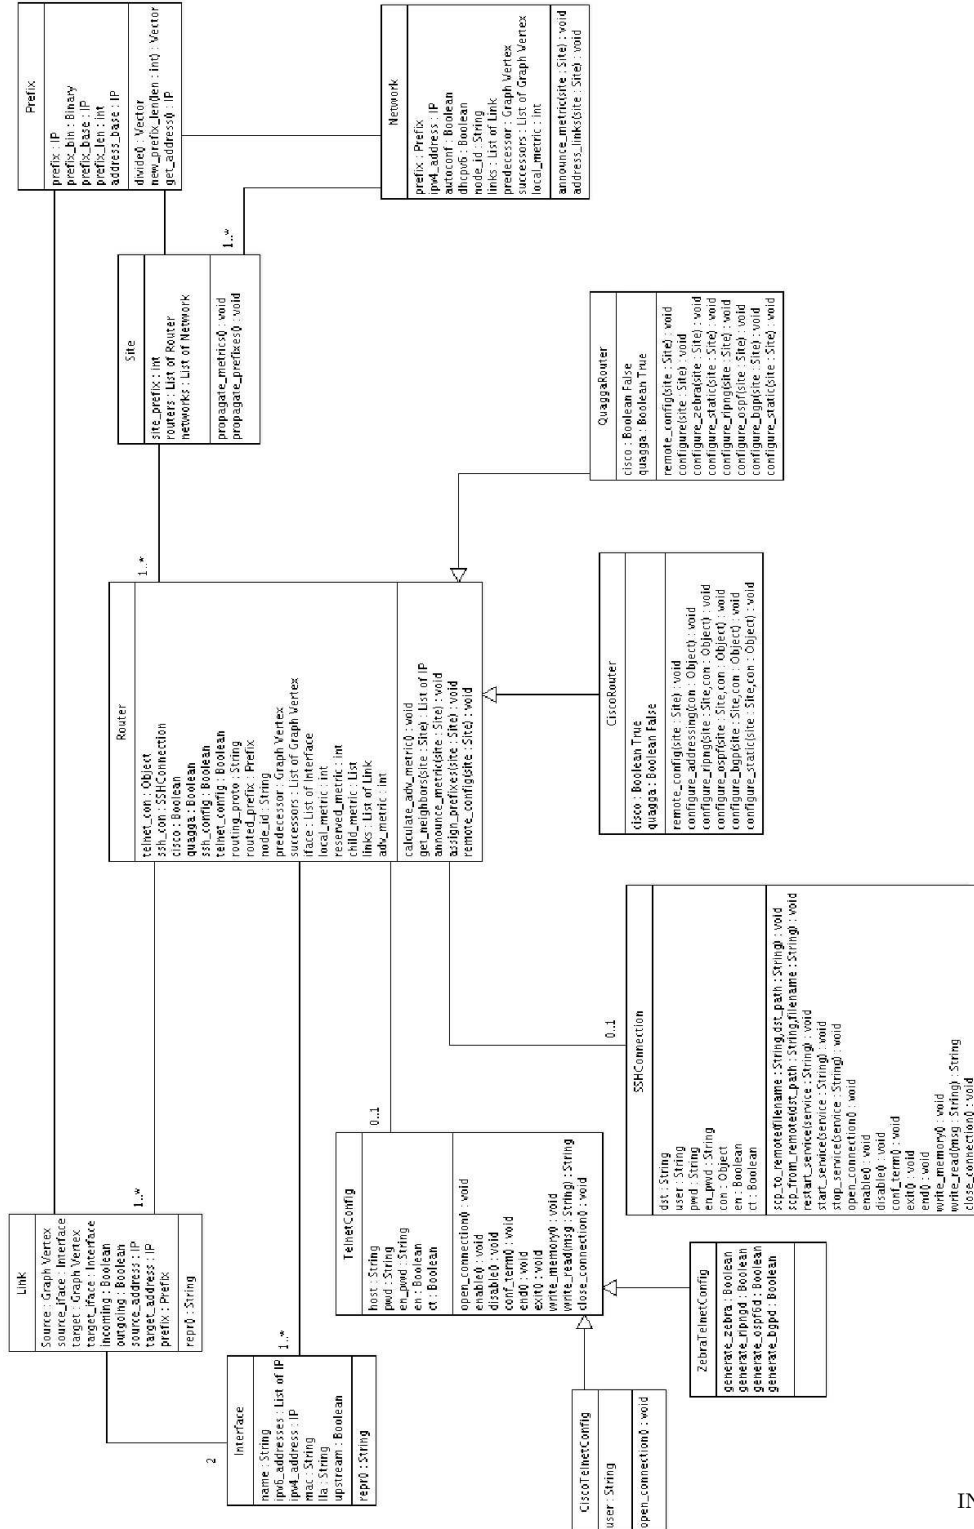 Prefix
prefix : IP
prefix_bin : Binary
prefix_base : IP
prefix_len : int
address_base : IP
divide() : Vector
new_prefix_len(len : int) : Vector
get_address() : IP
Network
prefix : Prefix
ipv4_address : IP
autoconf : Boolean
dhcpv6 : Boolean
node_id : String
links : List of Link
predecessor : Graph Vertex
successors : List of Graph Vertex
local_metric : int
announce_metric(site : Site) : void
address_links(site : Site) : void
1..*
Site
site_prefix : int
routers : List of Router
networks : List of Network
propagate_metrics() : void
propagate_prefixes() : void
1..*
QuaggaRouter
cisco : Boolean False
quagga : Boolean True
remote_config(site : Site) : void
configure(site : Site) : void
configure_zebra(site : Site) : void
configure_static(site : Site) : void
configure_ripng(site : Site) : void
configure_ospf(site : Site) : void
configure_bgp(site : Site) : void
configure_static(site : Site) : void
Router
telnet_con : Object
ssh_con : SSHConnection
cisco : Boolean
quagga : Boolean
ssh_config : Boolean
telnet_config : Boolean
routing_proto : String
routed_prefix : Prefix
node_id : String
predecessor : Graph Vertex
successors : List of Graph Vertex
iface : List of Interface
local_metric : int
reserved_metric : int
child_metric : List
links : List of Link
adv_metric : int
calculate_adv_metric() : void
get_neighbors(site : Site) : List of IP
announce_metric(site : Site) : void
assign_prefixes(site : Site) : void
remote_config(site : Site) : void
CiscoRouter
cisco : Boolean True
quagga : Boolean False
remote_config(site : Site) : void
configure_addressing(con : Object) : void
configure_ripng(site : Site,con : Object) : void
configure_ospf(site : Site,con : Object) : void
configure_bgp(site : Site,con : Object) : void
configure_static(site : Site,con : Object) : void
SSHConnection
0..1
dst : String
user : String
pwd : String
en_pwd : String
con : Object
en : Boolean
ct : Boolean
scp_to_remote(filename : String,dst_path : String) : void
scp_from_remote(dst_path : String,filename : String) : void
restart_service(service : String) : void
start_service(service : String) : void
stop_service(service : String) : void
open_connection() : void
enable() : void
disable() : void
conf_term() : void
exit() : void
end() : void
write_memory() : void
write_read(msg : String) : String
close_connection() : void
TelnetConfig
0..1
host : String
pwd : String
en_pwd : String
en : Boolean
ct : Boolean
open_connection() : void
enable() : void
disable() : void
conf_term() : void
end() : void
exit() : void
write_memory() : void
write_read(msg : String) : String
close_connection() : void
Link
1..*
Source : Graph Vertex
source_iface : Interface
target : Graph Vertex
target_iface : Interface
incoming : Boolean
outgoing : Boolean
source_address : IP
target_address : IP
prefix : Prefix
repr() : String
ZebraTelnetConfig
generate_zebra : Boolean
generate_ripngd : Boolean
generate_ospf6d : Boolean
generate_bgpd : Boolean
Interface
2
1..*
name : String
ipv6_addresses : List of IP
ipv4_address : IP
mac : String
lla : String
upstream : Boolean
repr() : String
CiscoTelnetConfig
user : String
open_connection() : void
IN